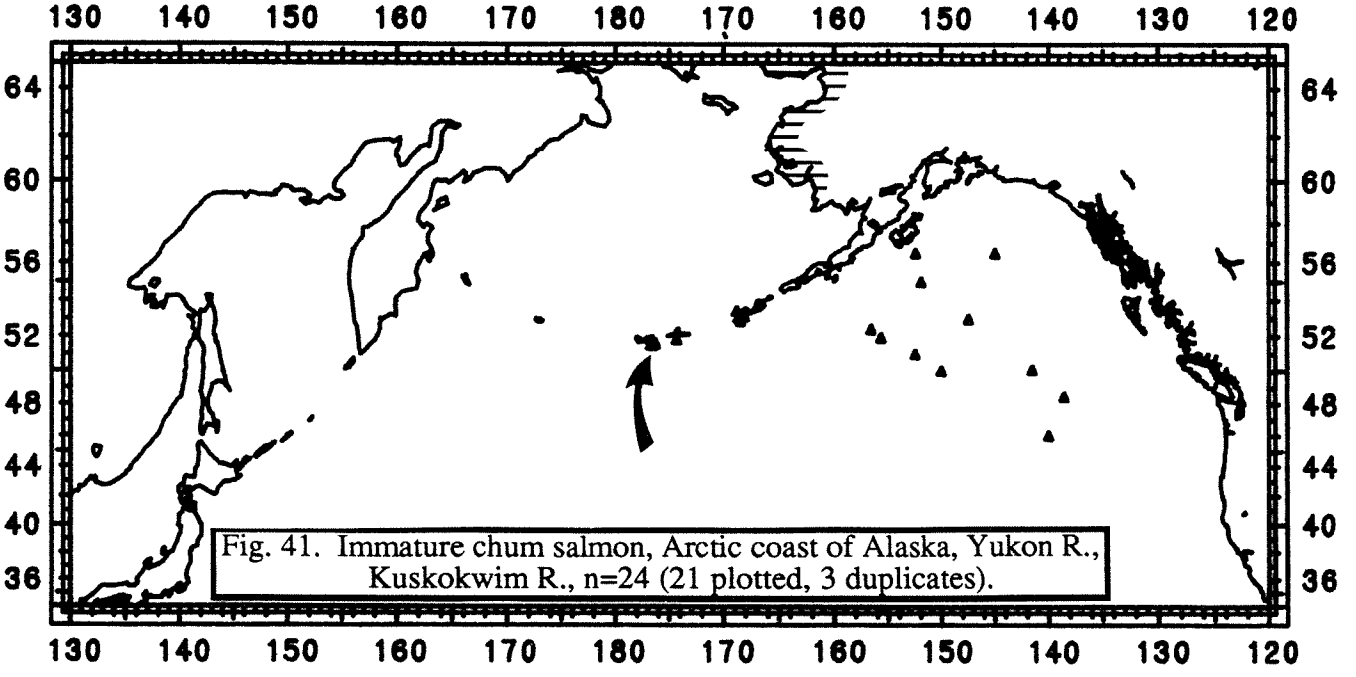 130 140 150 160 170 180 170 160 150 140 130 120
64 64
60 60
56 56
52 52
48 48
44 44
40 40
Fig. 41. Immature chum salmon, Arctic coast of Alaska, Yukon R.,
Kuskokwim R., n=24 (21 plotted, 3 duplicates).
36 36
130 140 150 160 170 180 170 160 150 140 130 120